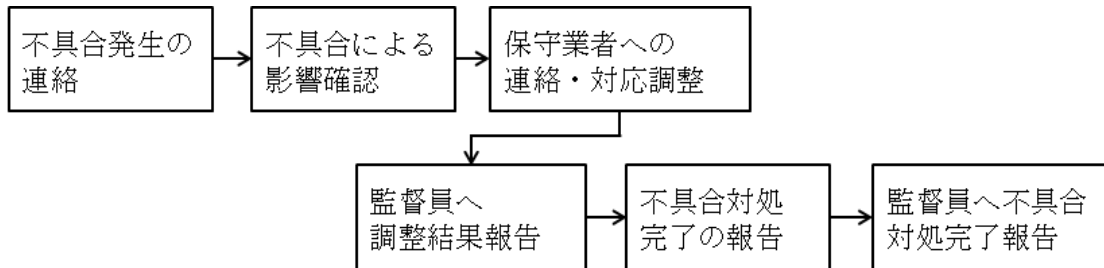 不具合発生の
連絡
不具合による
影響確認
保守業者への
連絡・対応調整
監督員へ
調整結果報告
不具合対処
完了の報告
監督員へ不具合
対処完了報告